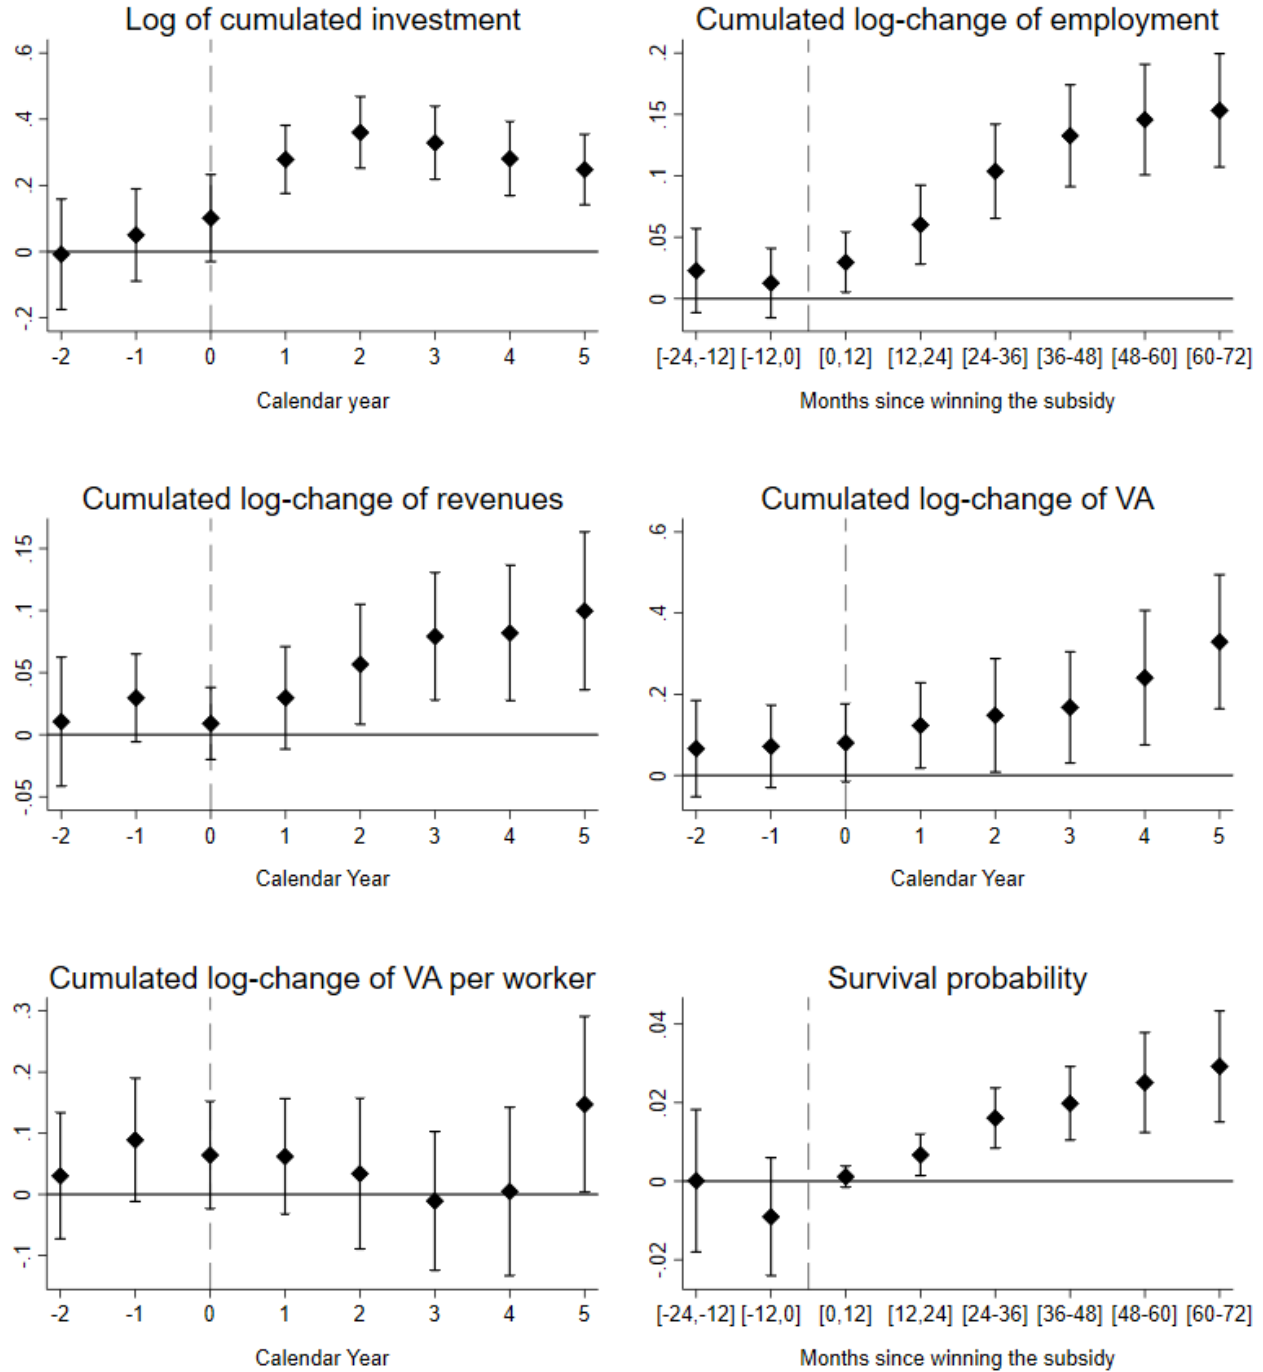 Log of cumulated investment
.6
.4
.2
0
-.2
-2 -1 0 1 2 3 4 5
Calendar year
Cumulated log-change of employment
.2
.15
.1
.05
0
[-24,-12] [-12,0] [0,12] [12,24] [24-36] [36-48] [48-60] [60-72]
Months since winning the subsidy
Cumulated log-change of revenues
.15
.1
.05
0
-.05
-2 -1 0 1 2 3 4 5
Calendar Year
Cumulated log-change of VA
.6
.4
.2
0
-2 -1 0 1 2 3 4 5
Calendar Year
Cumulated log-change of VA per worker
.3
.2
.1
0
-.1
-2 -1 0 1 2 3 4 5
Calendar Year
Survival probability
.04
.02
0
-.02
[-24,-12] [-12,0] [0,12] [12,24] [24-36] [36-48] [48-60] [60-72]
Months since winning the subsidy